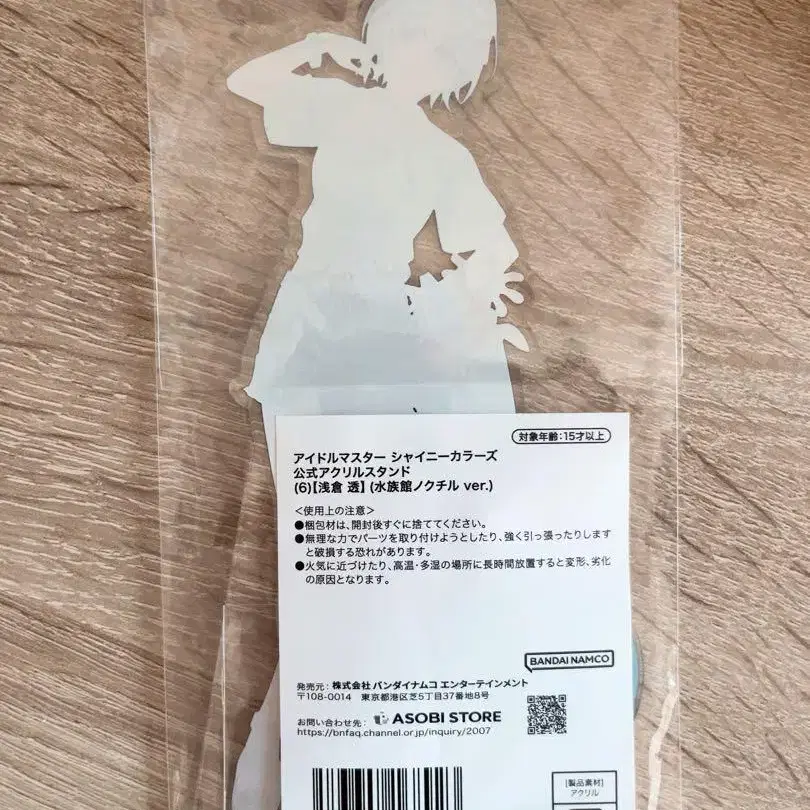 対象年齢:15才以上
アイドルマスター シャイニーカラーズ
公式アクリルスタンド
(6)【浅倉 透】 (水族館ノクチル ver.)
<使用上の注意>
●梱包材は、開封後すぐに捨ててください。
●無理な力でパーツを取り付けようとしたり、強く引っ張ったりします
と破損する恐れがあります。
●火気に近づけたり、高温・多湿の場所に長時間放置すると変形、劣化
の原因となります。
BANDAI NAMCO
発売元:株式会社 バンダイナムコ エンターテインメント
〒108-0014 東京都港区芝5丁目37番地8号
お問い合わせ先: ASOBI STORE
https://bnfaq.channel.or.jp/inquiry/2007
[製品素材]
アクリル